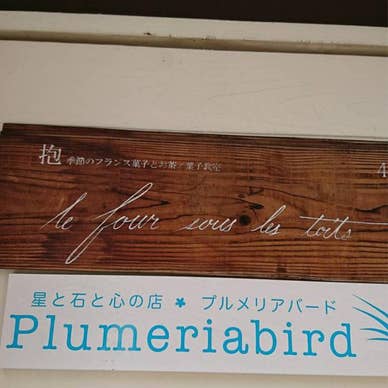 抱 季節のフランス菓子とお茶/菓子教室 4
le four sous les toits
星と石と心の店 * プルメリアバード
Plumeriabird